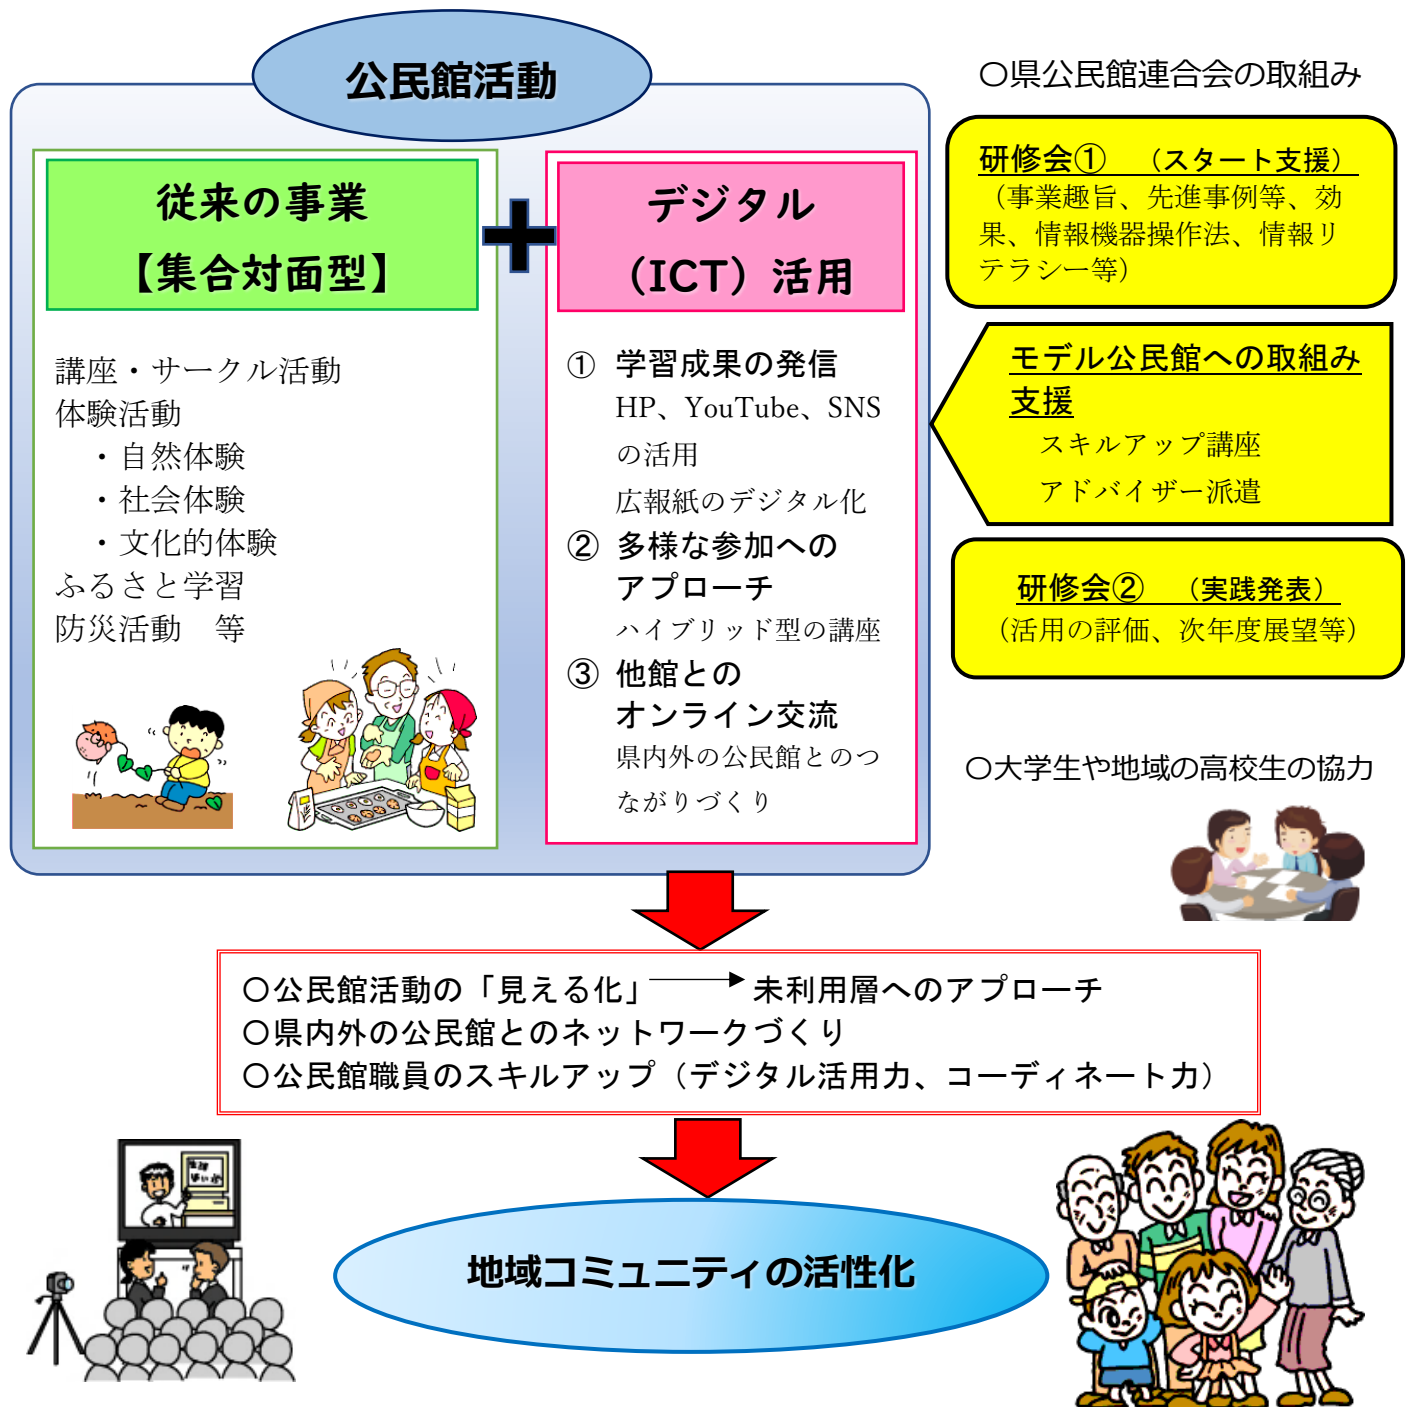 公民館活動
従来の事業
【集合対面型】
講座・サークル活動
体験活動
・自然体験
・社会体験
・文化的体験
ふるさと学習
防災活動　等
デジタル
（ICT）活用
① 学習成果の発信
HP、YouTube、SNS
の活用
広報紙のデジタル化
② 多様な参加への
アプローチ
ハイブリッド型の講座
③ 他館との
オンライン交流
県内外の公民館とのつ
ながりづくり
〇県公民館連合会の取組み
研修会①　（スタート支援）
（事業趣旨、先進事例等、効
果、情報機器操作法、情報リ
テラシー等）
モデル公民館への取組み
支援
スキルアップ講座
アドバイザー派遣
研修会②　（実践発表）
（活用の評価、次年度展望等）
〇大学生や地域の高校生の協力
〇公民館活動の「見える化」　未利用層へのアプローチ
〇県内外の公民館とのネットワークづくり
〇公民館職員のスキルアップ（デジタル活用力、コーディネート力）
地域コミュニティの活性化